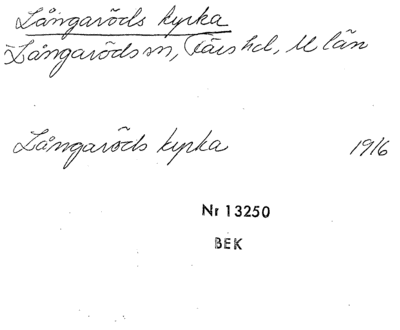 Långaröds kyrka
Långaröds sn, Färs hd, M län
Långaröds kyrka 1916
Nr 13250
BEK